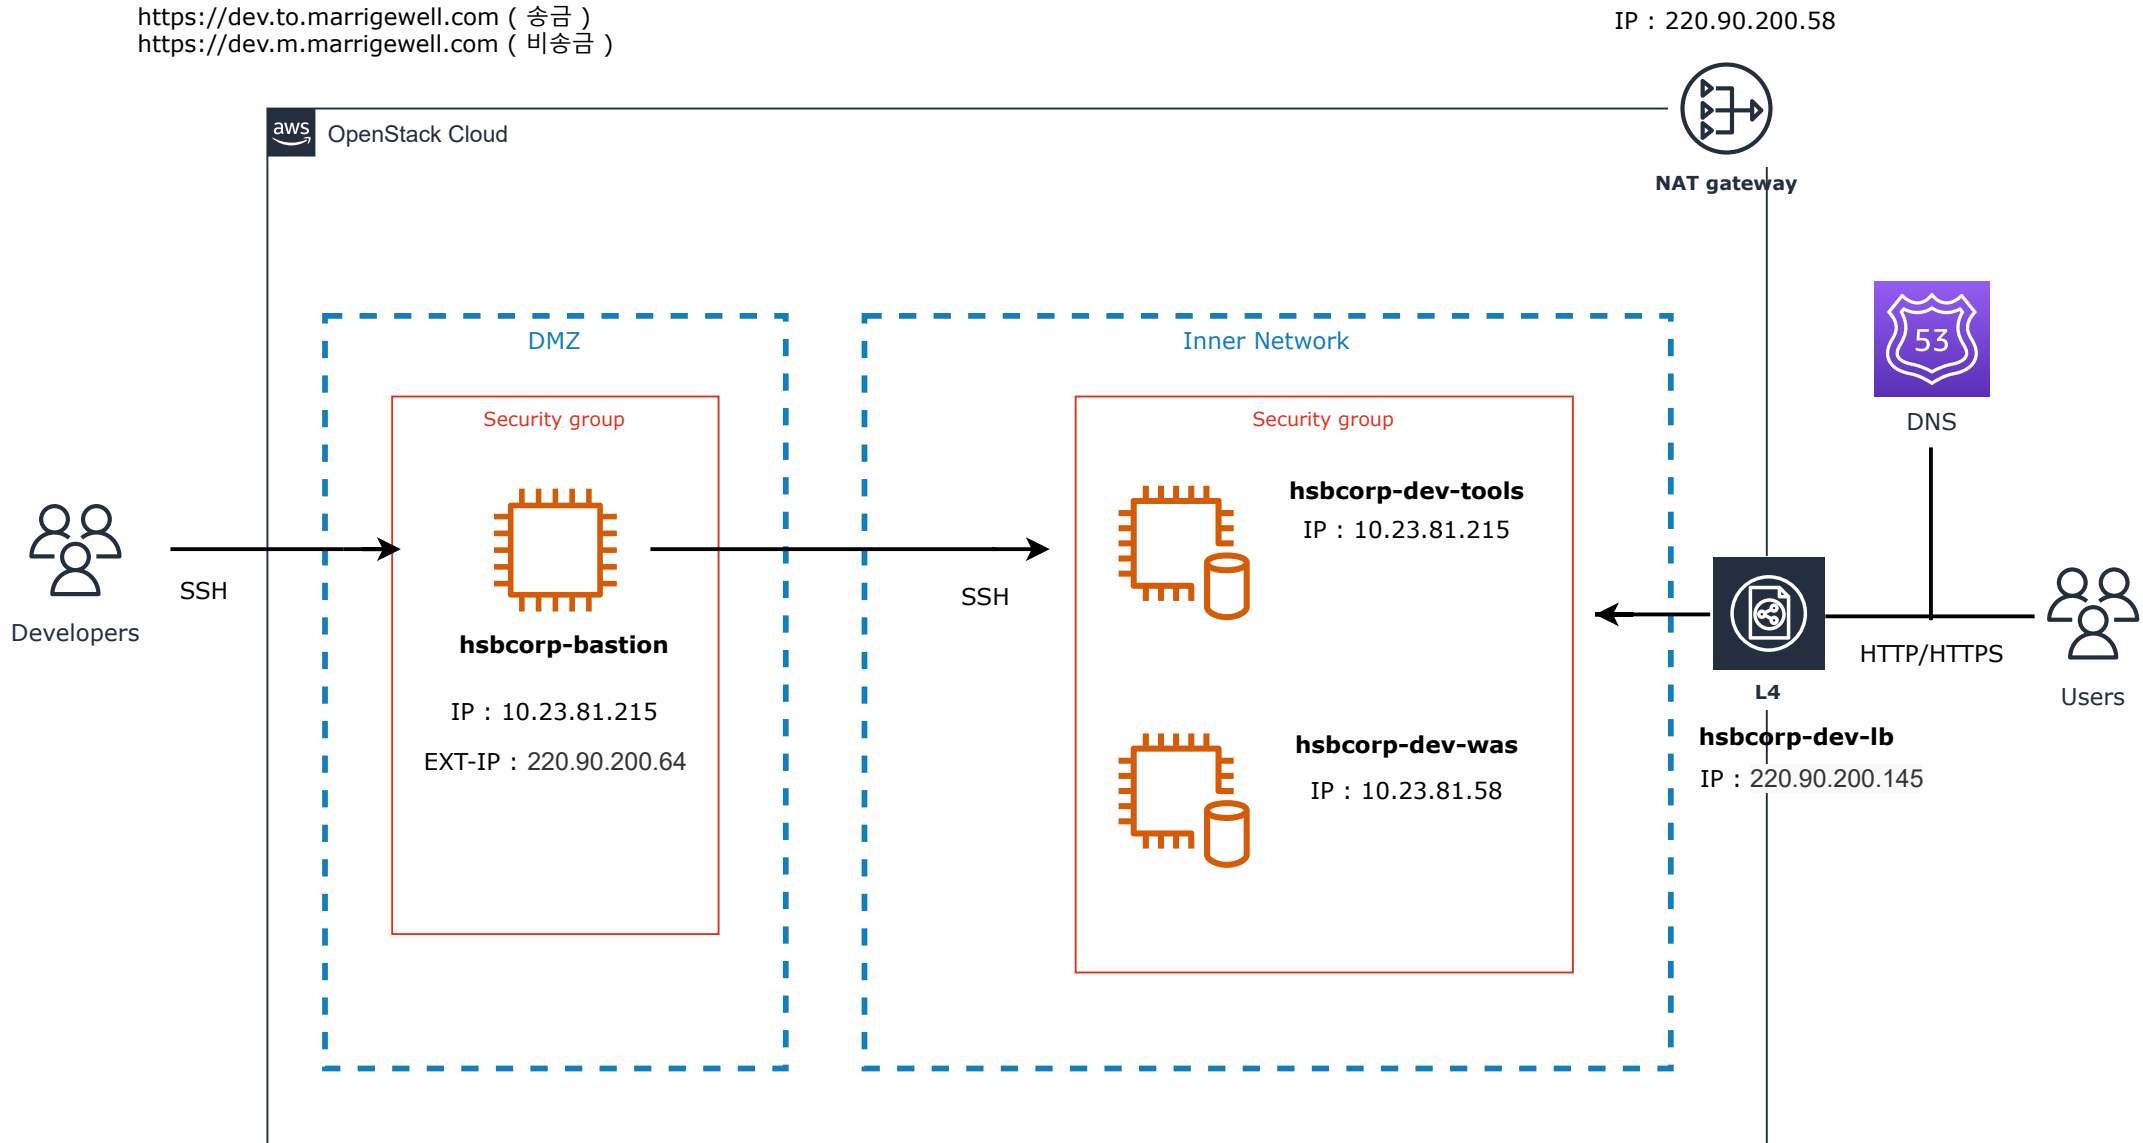 https://dev.to.marrigewell.com ( 송금 )
https://dev.m.marrigewell.com ( 비송금 )
IP : 220.90.200.58
aws
OpenStack Cloud
NAT gateway
DMZ
Inner Network
53
DNS
Security group
Security group
hsbcorp-dev-tools
IP : 10.23.81.215
SSH
SSH
Developers
hsbcorp-bastion
IP : 10.23.81.215
EXT-IP : 220.90.200.64
hsbcorp-dev-was
IP : 10.23.81.58
HTTP/HTTPS
L4
Users
hsbcorp-dev-lb
IP : 220.90.200.145